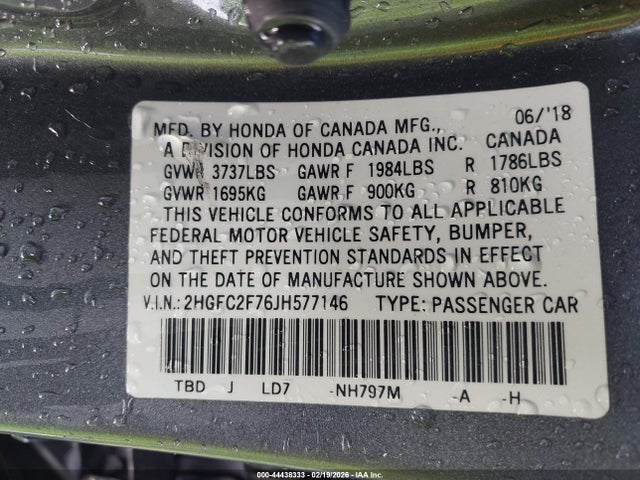 MFD. BY HONDA OF CANADA MFG., 06/'18
A DIVISION OF HONDA CANADA INC. CANADA
GVWR 3737LBS GAWR F 1984LBS R 1786LBS
GVWR 1695KG GAWR F 900KG R 810KG
THIS VEHICLE CONFORMS TO ALL APPLICABLE
FEDERAL MOTOR VEHICLE SAFETY, BUMPER,
AND THEFT PREVENTION STANDARDS IN EFFECT
ON THE DATE OF MANUFACTURE SHOWN ABOVE.
V.I.N.: 2HGFC2F76JH577146 TYPE: PASSENGER CAR
TBD J LD7 -NH797M -A -H
000-44438333 - 02/19/2026 - IAA Inc.